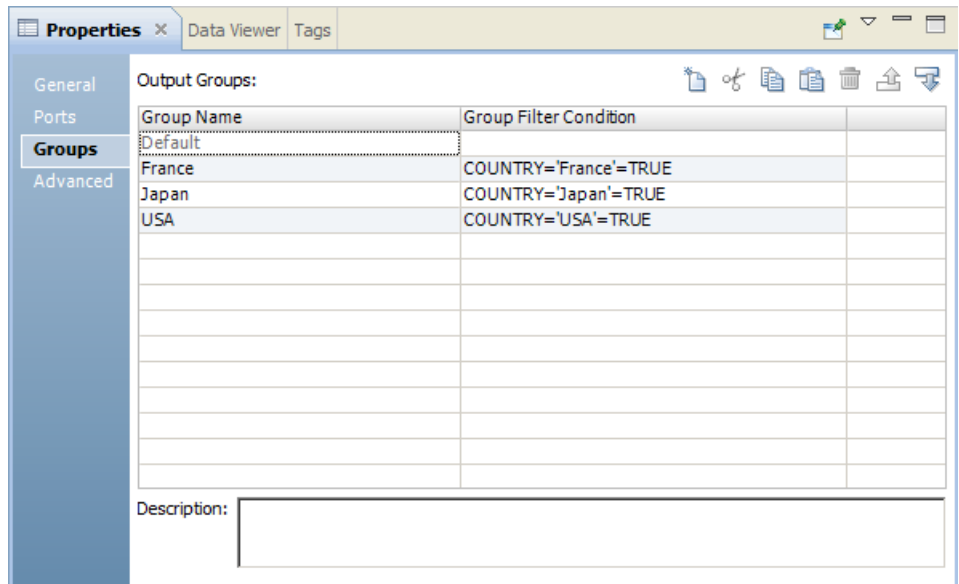 Properties Data Viewer Tags
General
Ports
Groups
Advanced
Output Groups:
Group Name Group Filter Condition
Default
France COUNTRY='France'=TRUE
Japan COUNTRY='Japan'=TRUE
USA COUNTRY='USA'=TRUE
Description: